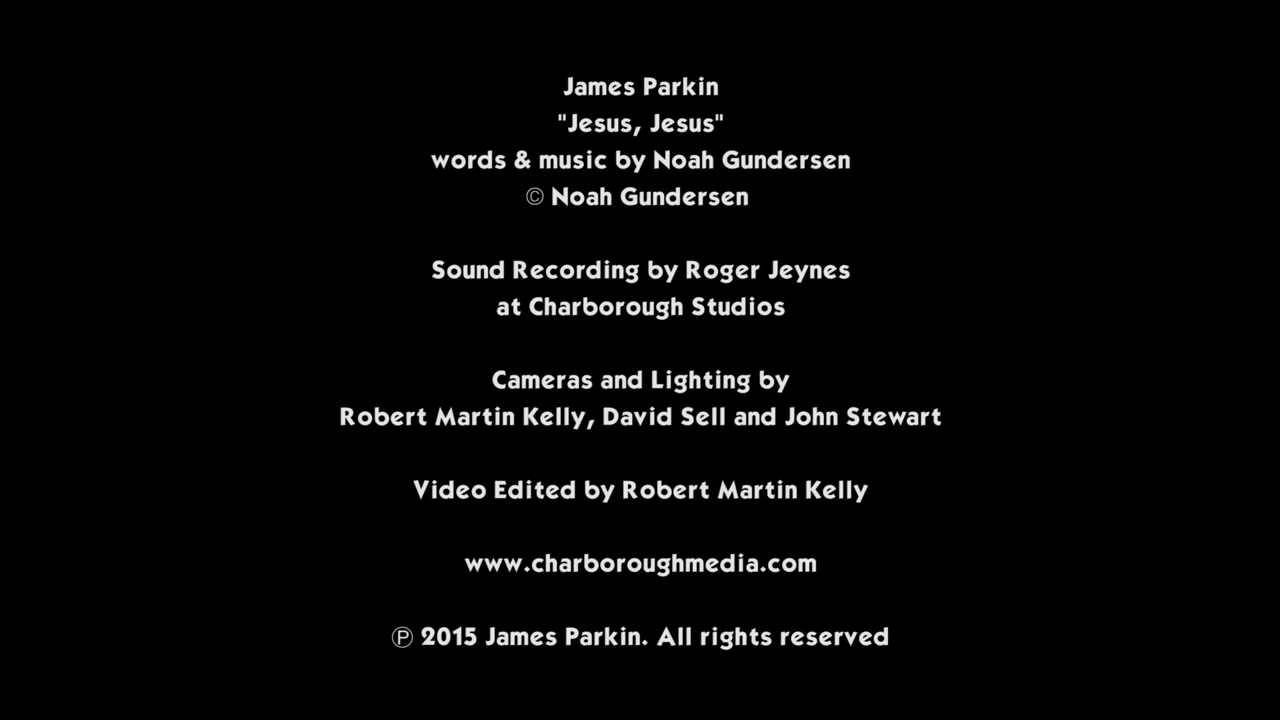 James Parkin
"Jesus, Jesus"
words & music by Noah Gundersen
© Noah Gundersen
Sound Recording by Roger Jeynes
at Charborough Studios
Cameras and Lighting by
Robert Martin Kelly, David Sell and John Stewart
Video Edited by Robert Martin Kelly
www.charboroughmedia.com
℗ 2015 James Parkin. All rights reserved